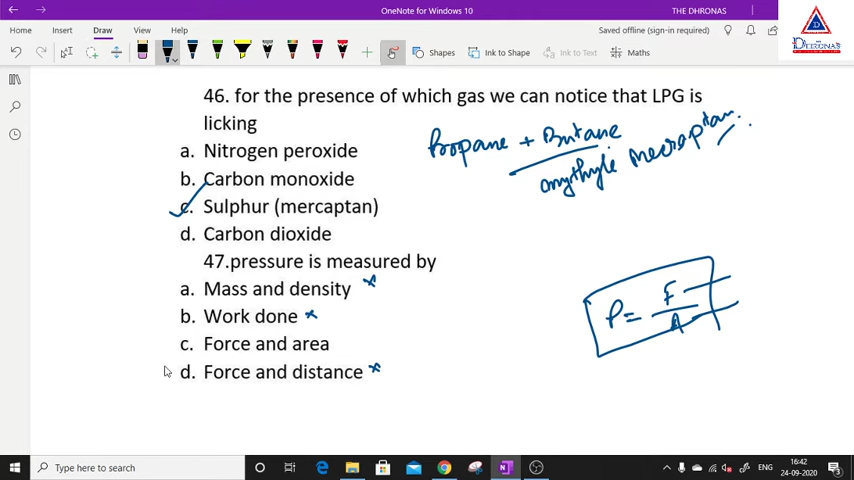 OneNote for Windows 10
THE DHRONAS
Home Insert Draw View Help
Saved offline (sign-in required)
Shapes Ink to Shape Ink to Text Maths
DHRONAS
46. for the presence of which gas we can notice that LPG is
licking
Propane + Butane
a. Nitrogen peroxide
b. Carbon monoxide
c. Sulphur (mercaptan)
d. Carbon dioxide
47.pressure is measured by
a. Mass and density ×
b. Work done ×
c. Force and area
d. Force and distance ×
P = F
A
Type here to search
ENG
16:42
24-09-2020
3